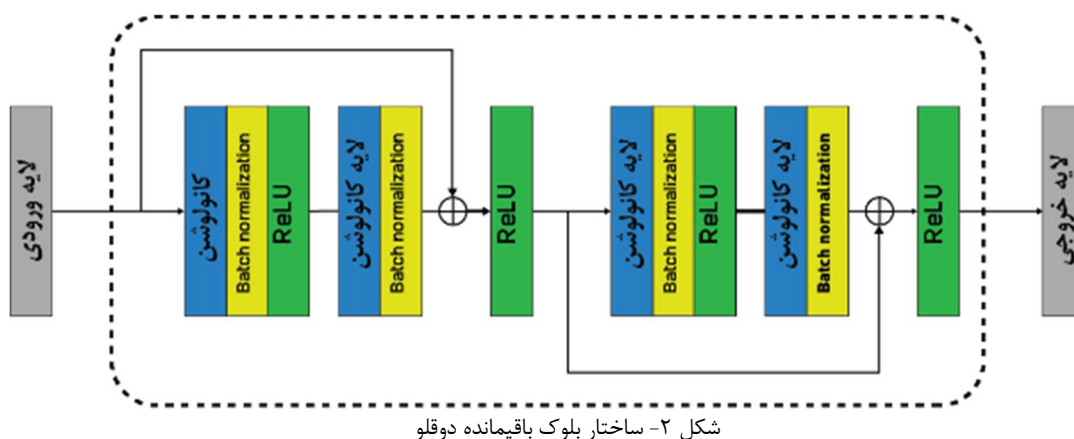 لایه ورودی
کانولوشن
Batch normalization
ReLU
لایه کانولوشن
Batch normalization
ReLU
لایه کانولوشن
Batch normalization
ReLU
لایه کانولوشن
Batch normalization
ReLU
لایه خروجی
شکل ۲- ساختار بلوک باقیمانده دوقلو